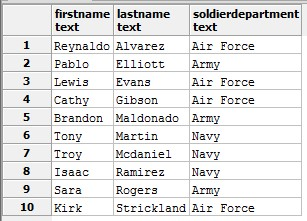 firstname lastname soldierdepartment
text text text
1 Reynaldo Alvarez Air Force
2 Pablo Elliott Army
3 Lewis Evans Air Force
4 Cathy Gibson Air Force
5 Brandon Maldonado Army
6 Tony Martin Navy
7 Troy Mcdaniel Navy
8 Isaac Ramirez Navy
9 Sara Rogers Army
10 Kirk Strickland Air Force